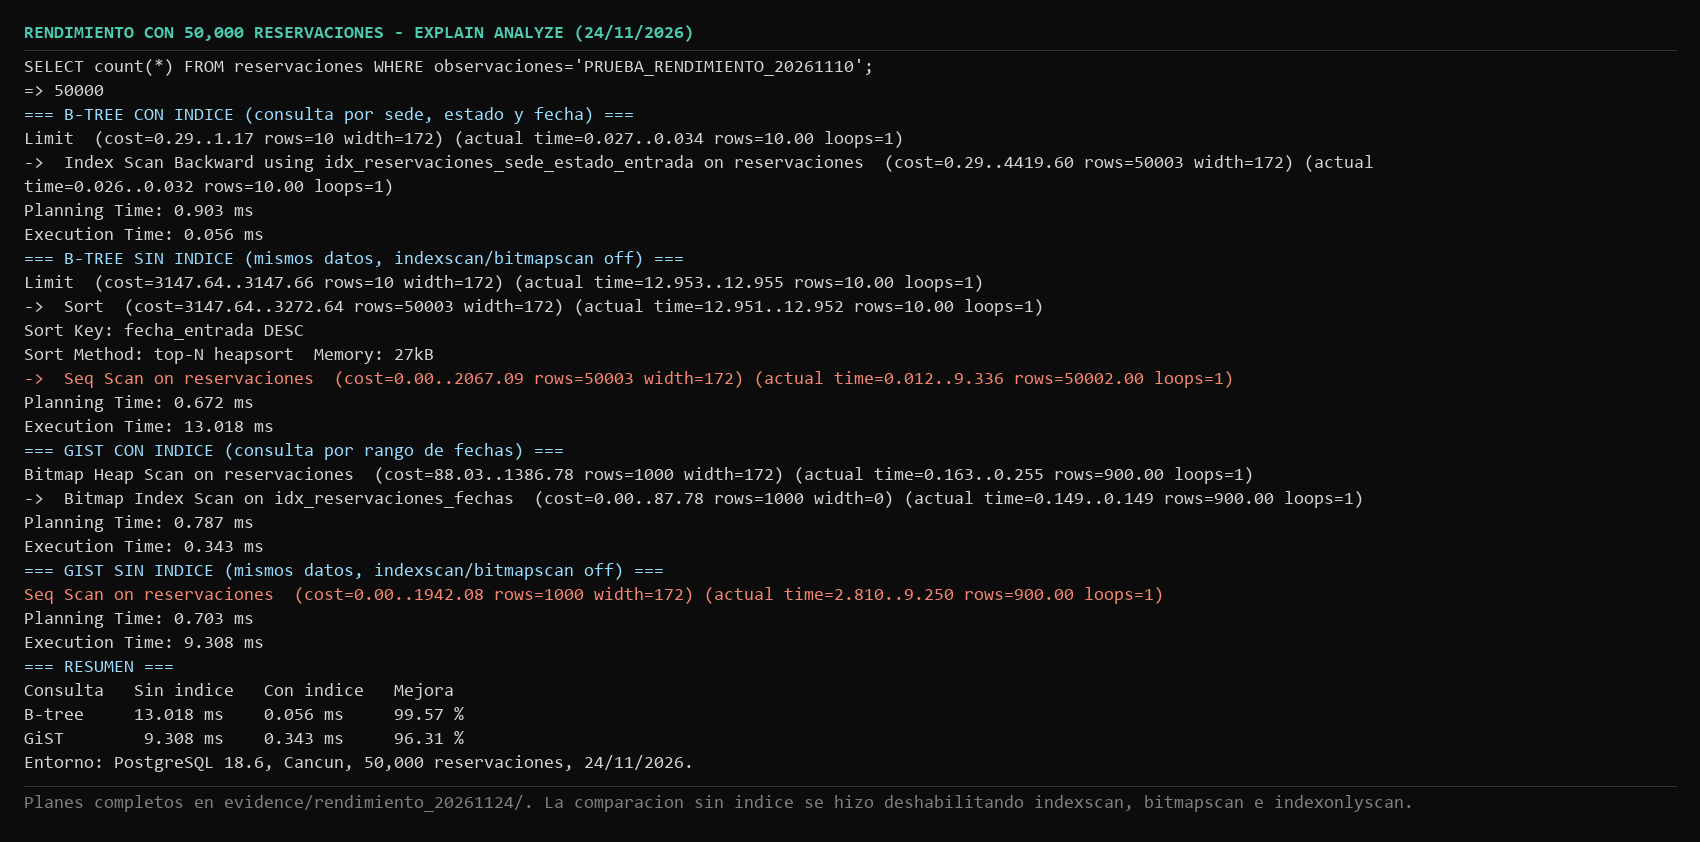 RENDIMIENTO CON 50,000 RESERVACIONES - EXPLAIN ANALYZE (24/11/2026)
SELECT count(*) FROM reservaciones WHERE observaciones='PRUEBA_RENDIMIENTO_20261110';
=> 50000
=== B-TREE CON INDICE (consulta por sede, estado y fecha) ===
Limit  (cost=0.29..1.17 rows=10 width=172) (actual time=0.027..0.034 rows=10.00 loops=1)
->  Index Scan Backward using idx_reservaciones_sede_estado_entrada on reservaciones  (cost=0.29..4419.60 rows=50003 width=172) (actual
time=0.026..0.032 rows=10.00 loops=1)
Planning Time: 0.903 ms
Execution Time: 0.056 ms
=== B-TREE SIN INDICE (mismos datos, indexscan/bitmapscan off) ===
Limit  (cost=3147.64..3147.66 rows=10 width=172) (actual time=12.953..12.955 rows=10.00 loops=1)
->  Sort  (cost=3147.64..3272.64 rows=50003 width=172) (actual time=12.951..12.952 rows=10.00 loops=1)
Sort Key: fecha_entrada DESC
Sort Method: top-N heapsort  Memory: 27kB
->  Seq Scan on reservaciones  (cost=0.00..2067.09 rows=50003 width=172) (actual time=0.012..9.336 rows=50002.00 loops=1)
Planning Time: 0.672 ms
Execution Time: 13.018 ms
=== GIST CON INDICE (consulta por rango de fechas) ===
Bitmap Heap Scan on reservaciones  (cost=88.03..1386.78 rows=1000 width=172) (actual time=0.163..0.255 rows=900.00 loops=1)
->  Bitmap Index Scan on idx_reservaciones_fechas  (cost=0.00..87.78 rows=1000 width=0) (actual time=0.149..0.149 rows=900.00 loops=1)
Planning Time: 0.787 ms
Execution Time: 0.343 ms
=== GIST SIN INDICE (mismos datos, indexscan/bitmapscan off) ===
Seq Scan on reservaciones  (cost=0.00..1942.08 rows=1000 width=172) (actual time=2.810..9.250 rows=900.00 loops=1)
Planning Time: 0.703 ms
Execution Time: 9.308 ms
=== RESUMEN ===
Consulta   Sin indice   Con indice   Mejora
B-tree     13.018 ms    0.056 ms     99.57 %
GiST        9.308 ms    0.343 ms     96.31 %
Entorno: PostgreSQL 18.6, Cancun, 50,000 reservaciones, 24/11/2026.
Planes completos en evidence/rendimiento_20261124/. La comparacion sin indice se hizo deshabilitando indexscan, bitmapscan e indexonlyscan.